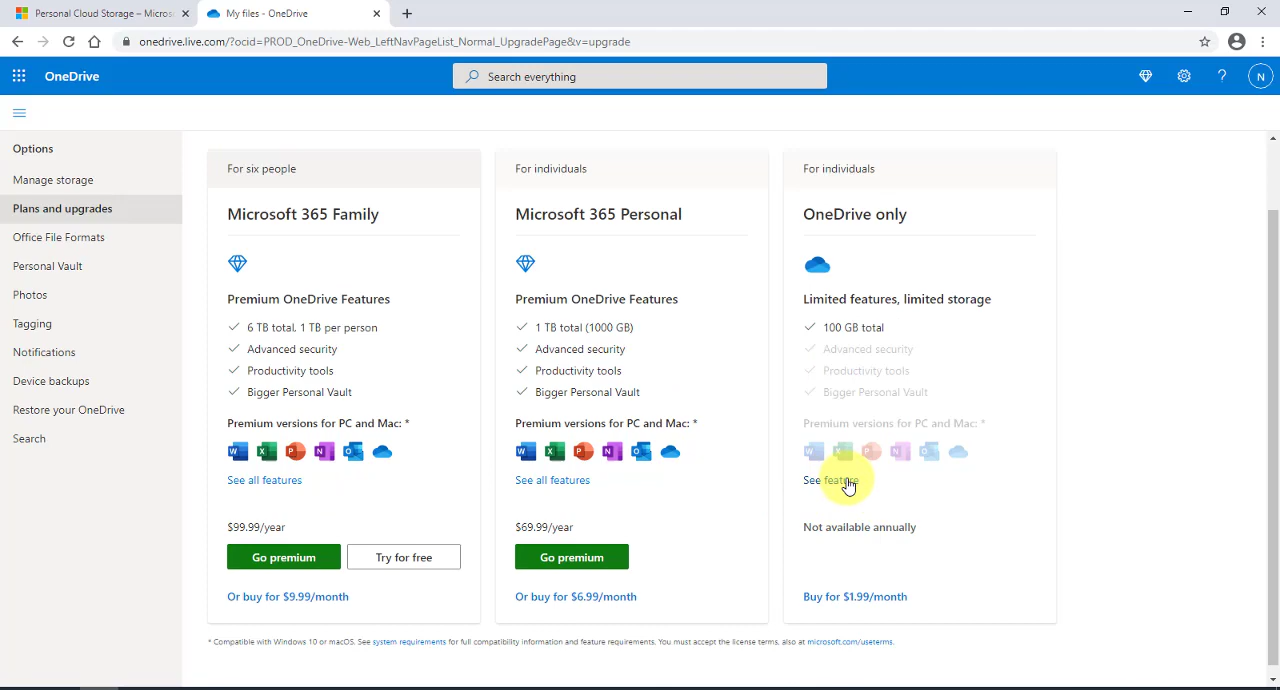 Personal Cloud Storage – Micros
My files - OneDrive
onedrive.live.com/?ocid=PROD_OneDrive-Web_LeftNavPageList_Normal_UpgradePage&v=upgrade
OneDrive
Search everything
?
N
Options
Manage storage
Plans and upgrades
Office File Formats
Personal Vault
Photos
Tagging
Notifications
Device backups
Restore your OneDrive
Search
For six people
Microsoft 365 Family
Premium OneDrive Features
6 TB total, 1 TB per person
Advanced security
Productivity tools
Bigger Personal Vault
Premium versions for PC and Mac: *
See all features
$99.99/year
Go premium
Try for free
Or buy for $9.99/month
For individuals
Microsoft 365 Personal
Premium OneDrive Features
1 TB total (1000 GB)
Advanced security
Productivity tools
Bigger Personal Vault
Premium versions for PC and Mac: *
See all features
$69.99/year
Go premium
Or buy for $6.99/month
For individuals
OneDrive only
Limited features, limited storage
100 GB total
Advanced security
Productivity tools
Bigger Personal Vault
Premium versions for PC and Mac: *
See feature
Not available annually
Buy for $1.99/month
* Compatible with Windows 10 or macOS. See system requirements for full compatibility information and feature requirements. You must accept the license terms, also at microsoft.com/useterms.